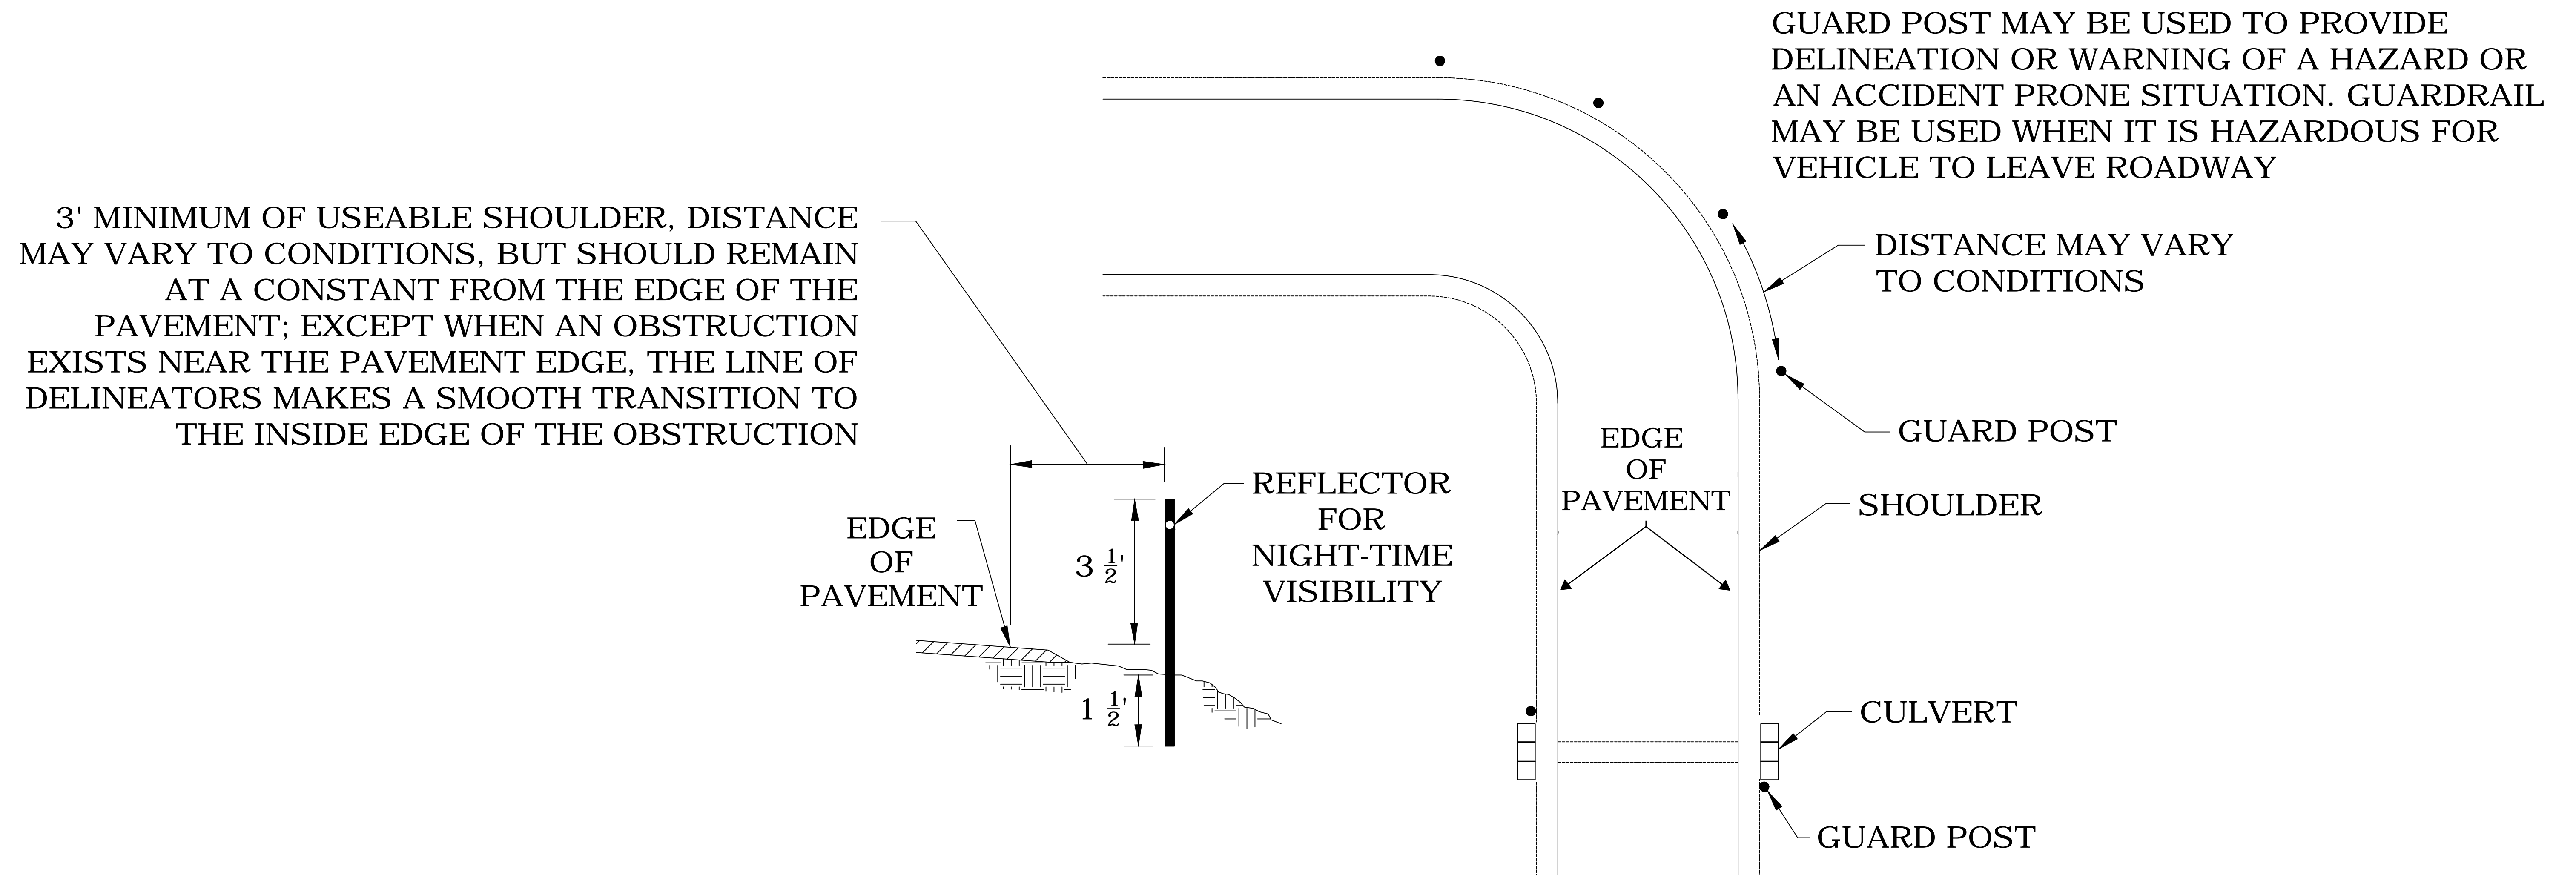 GUARD POST MAY BE USED TO PROVIDE
DELINEATION OR WARNING OF A HAZARD OR
AN ACCIDENT PRONE SITUATION. GUARDRAIL
MAY BE USED WHEN IT IS HAZARDOUS FOR
VEHICLE TO LEAVE ROADWAY
3' MINIMUM OF USEABLE SHOULDER, DISTANCE
MAY VARY TO CONDITIONS, BUT SHOULD REMAIN
AT A CONSTANT FROM THE EDGE OF THE
PAVEMENT; EXCEPT WHEN AN OBSTRUCTION
EXISTS NEAR THE PAVEMENT EDGE, THE LINE OF
DELINEATORS MAKES A SMOOTH TRANSITION TO
THE INSIDE EDGE OF THE OBSTRUCTION
DISTANCE MAY VARY
TO CONDITIONS
GUARD POST
EDGE
OF
PAVEMENT
REFLECTOR
FOR
NIGHT-TIME
VISIBILITY
SHOULDER
EDGE
OF
PAVEMENT
3 1/2'
1 1/2'
CULVERT
GUARD POST